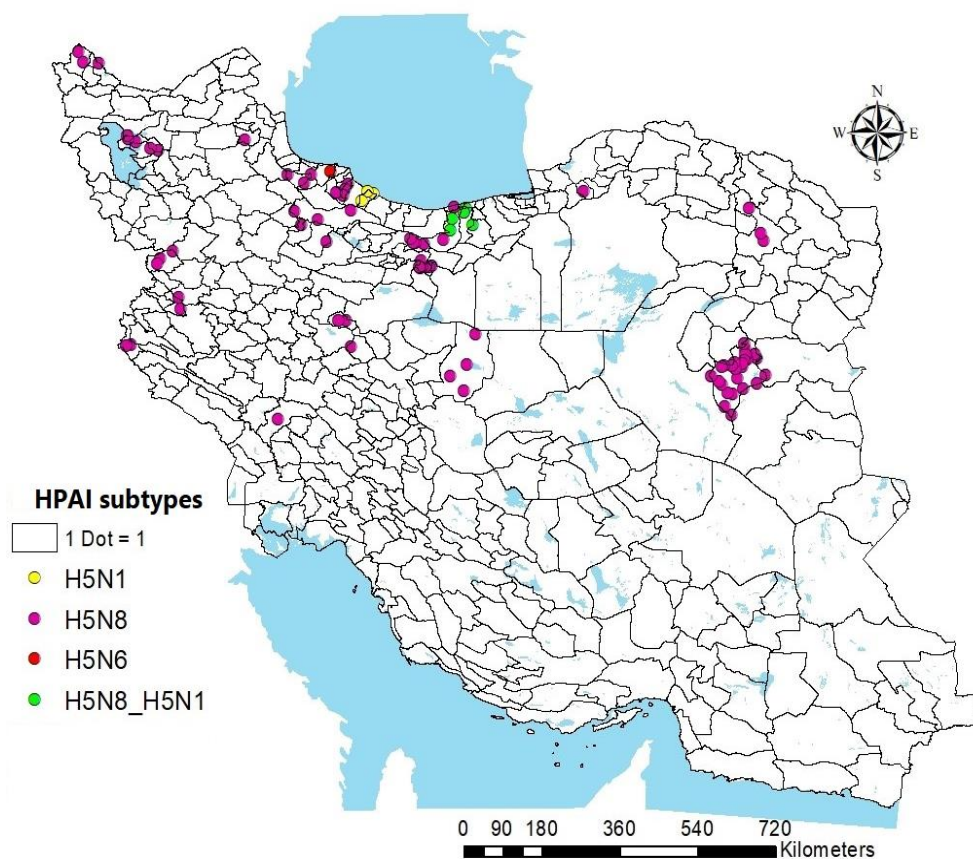 N
W E
S
HPAI subtypes
1 Dot = 1
H5N1
H5N8
H5N6
H5N8_H5N1
0 90 180 360 540 720
Kilometers